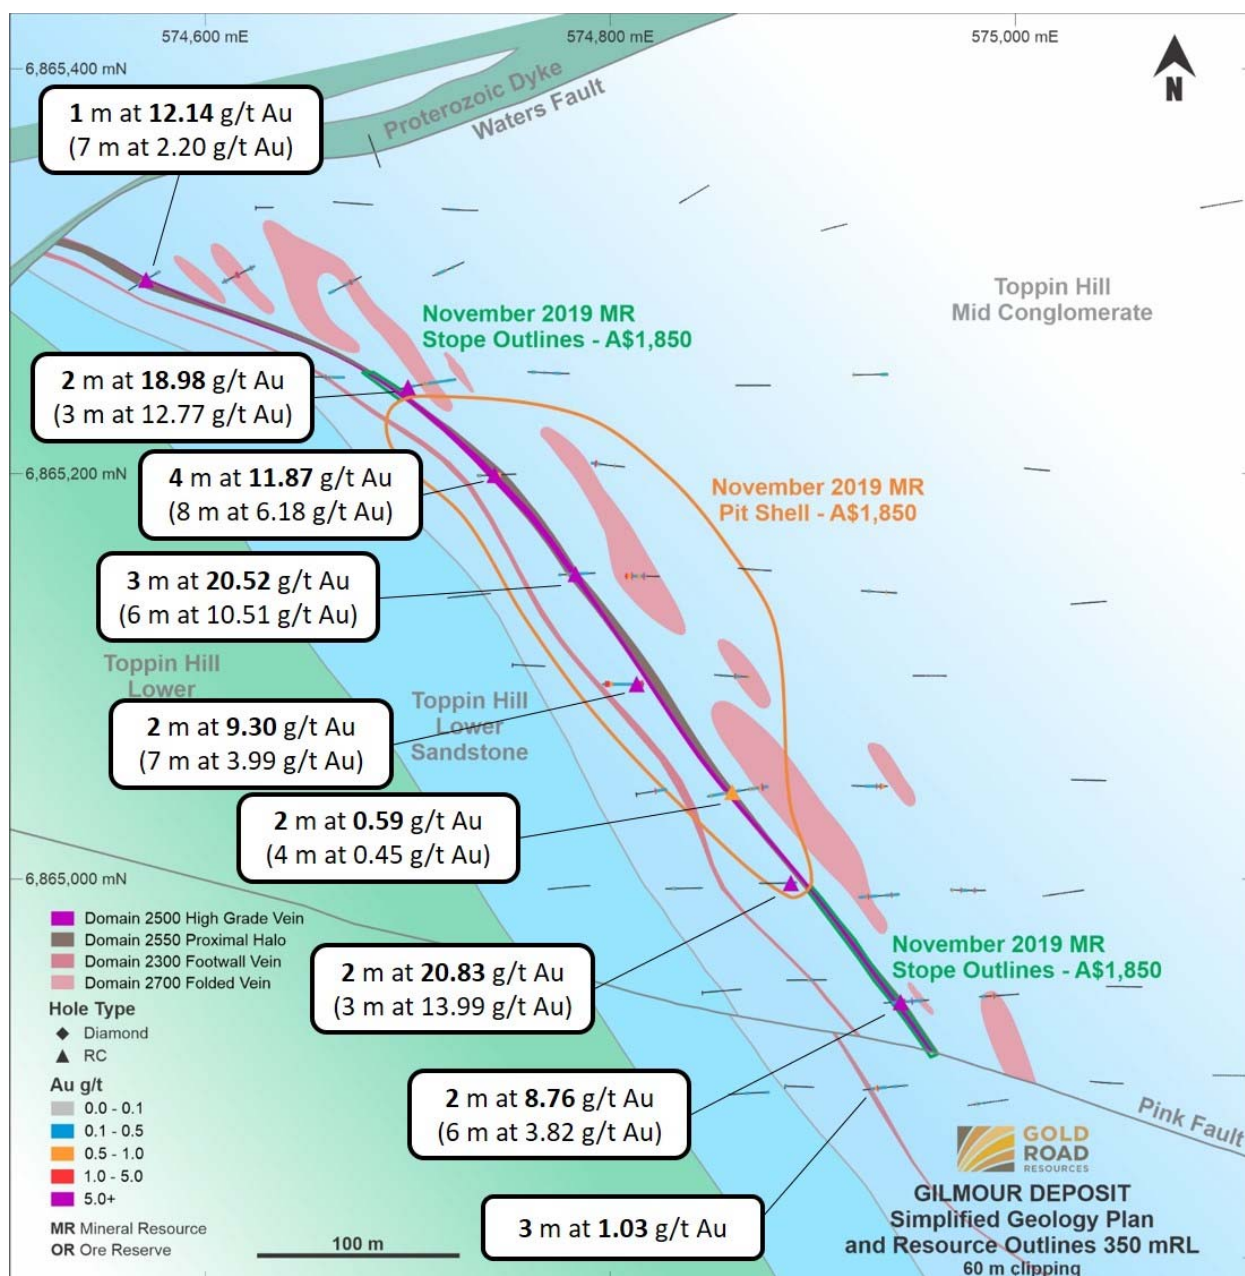 574,600 mE
574,800 mE
575,000 mE
6,865,400 mN
N
Proterozoic Dyke
Waters Fault
1 m at 12.14 g/t Au
(7 m at 2.20 g/t Au)
Toppin Hill
Mid Conglomerate
November 2019 MR
Stope Outlines - A$1,850
2 m at 18.98 g/t Au
(3 m at 12.77 g/t Au)
6,865,200 mN
4 m at 11.87 g/t Au
(8 m at 6.18 g/t Au)
November 2019 MR
Pit Shell - A$1,850
3 m at 20.52 g/t Au
(6 m at 10.51 g/t Au)
Toppin Hill
Lower
Toppin Hill
Lower
Sandstone
2 m at 9.30 g/t Au
(7 m at 3.99 g/t Au)
2 m at 0.59 g/t Au
(4 m at 0.45 g/t Au)
6,865,000 mN
2 m at 20.83 g/t Au
(3 m at 13.99 g/t Au)
November 2019 MR
Stope Outlines - A$1,850
2 m at 8.76 g/t Au
(6 m at 3.82 g/t Au)
Pink Fault
3 m at 1.03 g/t Au
Domain 2500 High Grade Vein
Domain 2550 Proximal Halo
Domain 2300 Footwall Vein
Domain 2700 Folded Vein
Hole Type
Diamond
RC
Au g/t
0.0 - 0.1
0.1 - 0.5
0.5 - 1.0
1.0 - 5.0
5.0+
MR Mineral Resource
OR Ore Reserve
100 m
GOLD
ROAD
RESOURCES
GILMOUR DEPOSIT
Simplified Geology Plan
and Resource Outlines 350 mRL
60 m clipping